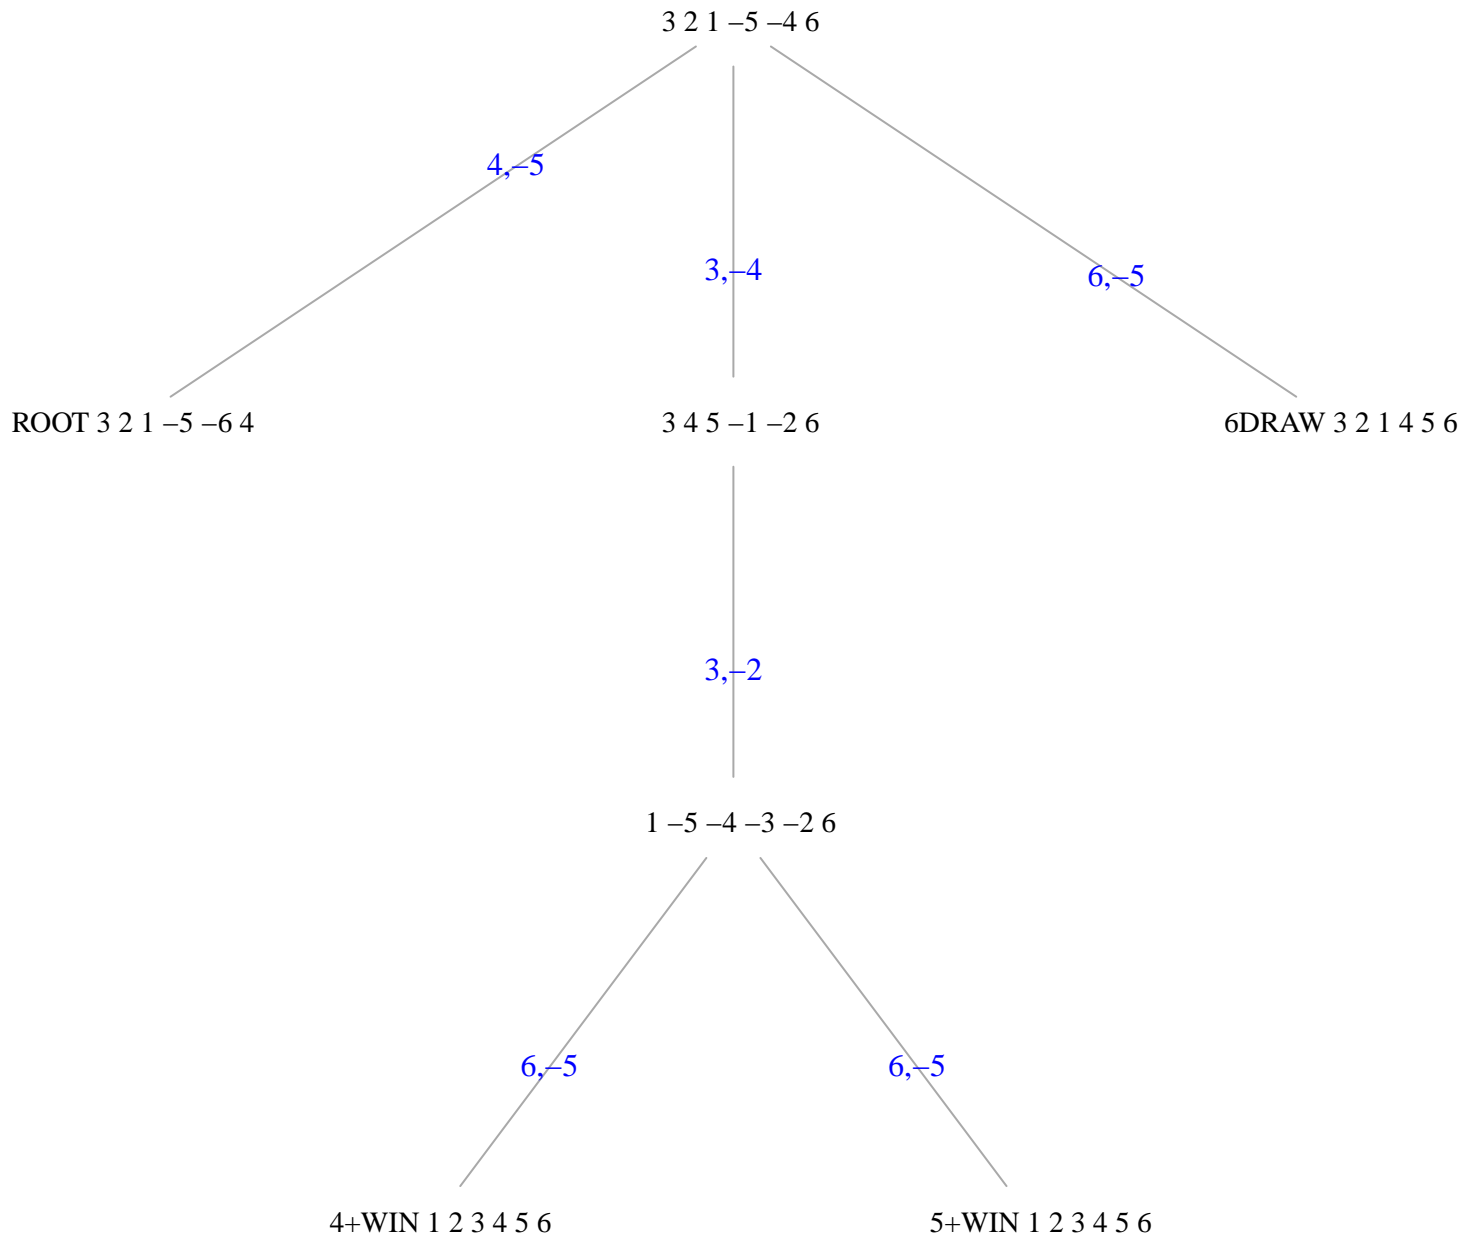 3 2 1 –5 –4 6
4,–5
3,–4
6,–5
ROOT 3 2 1 –5 –6 4
3 4 5 –1 –2 6
6DRAW 3 2 1 4 5 6
3,–2
1 –5 –4 –3 –2 6
6,–5
6,–5
4+WIN 1 2 3 4 5 6
5+WIN 1 2 3 4 5 6